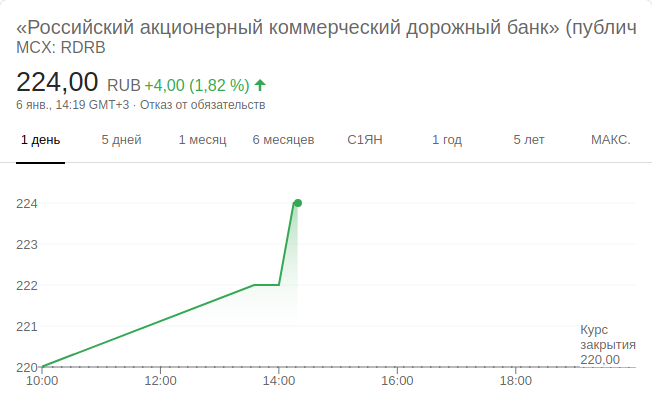 «Российский акционерный коммерческий дорожный банк» (публич
MCX: RDRB
224,00 RUB +4,00 (1,82 %)
6 янв., 14:19 GMT+3 · Отказ от обязательств
1 день 5 дней 1 месяц 6 месяцев С1ЯН 1 год 5 лет МАКС.
224
223
222
221
220
Курс
закрытия
220,00
10:00 12:00 14:00 16:00 18:00